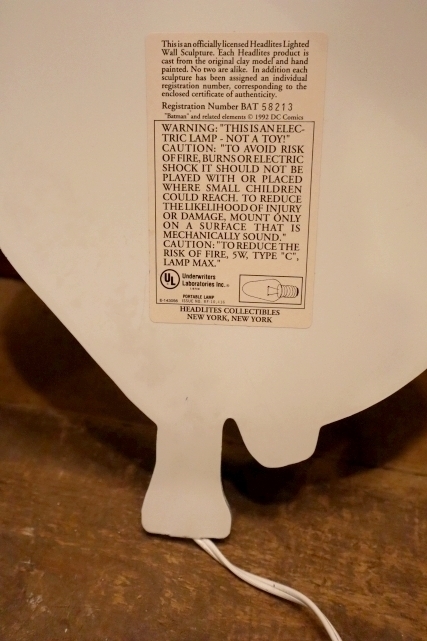 This is an officially licensed Headlites Lighted
Wall Sculpture. Each Headlites product is
cast from the original clay model and hand
painted. No two are alike. In addition each
sculpture has been assigned an individual
registration number, corresponding to the
enclosed certificate of authenticity.
Registration Number BAT 58213
"Batman" and related elements © 1992 DC Comics
WARNING: "THIS IS AN ELEC-
TRIC LAMP - NOT A TOY!"
CAUTION: "TO AVOID RISK
OF FIRE, BURNS OR ELECTRIC
SHOCK IT SHOULD NOT BE
PLAYED WITH OR PLACED
WHERE SMALL CHILDREN
COULD REACH. TO REDUCE
THE LIKELIHOOD OF INJURY
OR DAMAGE, MOUNT ONLY
ON A SURFACE THAT IS
MECHANICALLY SOUND."
CAUTION: "TO REDUCE THE
RISK OF FIRE, 5W, TYPE "C",
LAMP MAX."
UL
Underwriters
Laboratories Inc.®
PORTABLE LAMP
ISSUE NO.
HEADLITES COLLECTIBLES
NEW YORK, NEW YORK